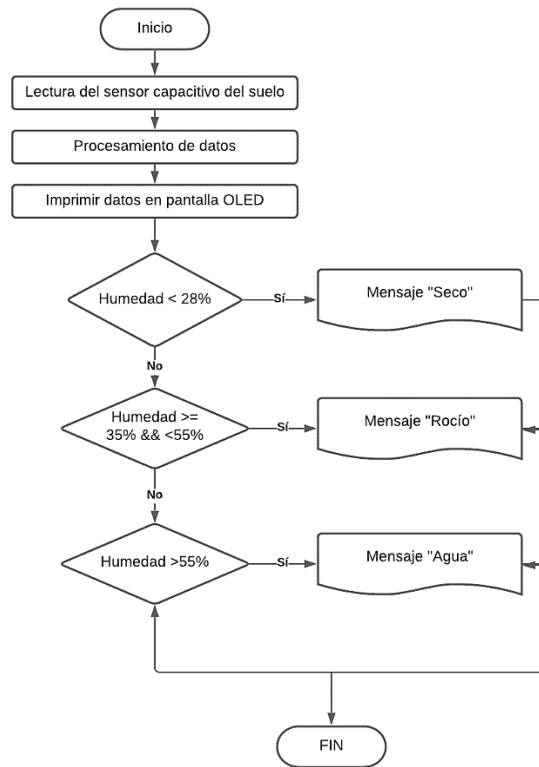 Inicio
Lectura del sensor capacitivo del suelo
Procesamiento de datos
Imprimir datos en pantalla OLED
Humedad < 28%
Sí
Mensaje "Seco"
No
Humedad >=
35% && <55%
Sí
Mensaje "Rocío"
No
Humedad >55%
Sí
Mensaje "Agua"
FIN